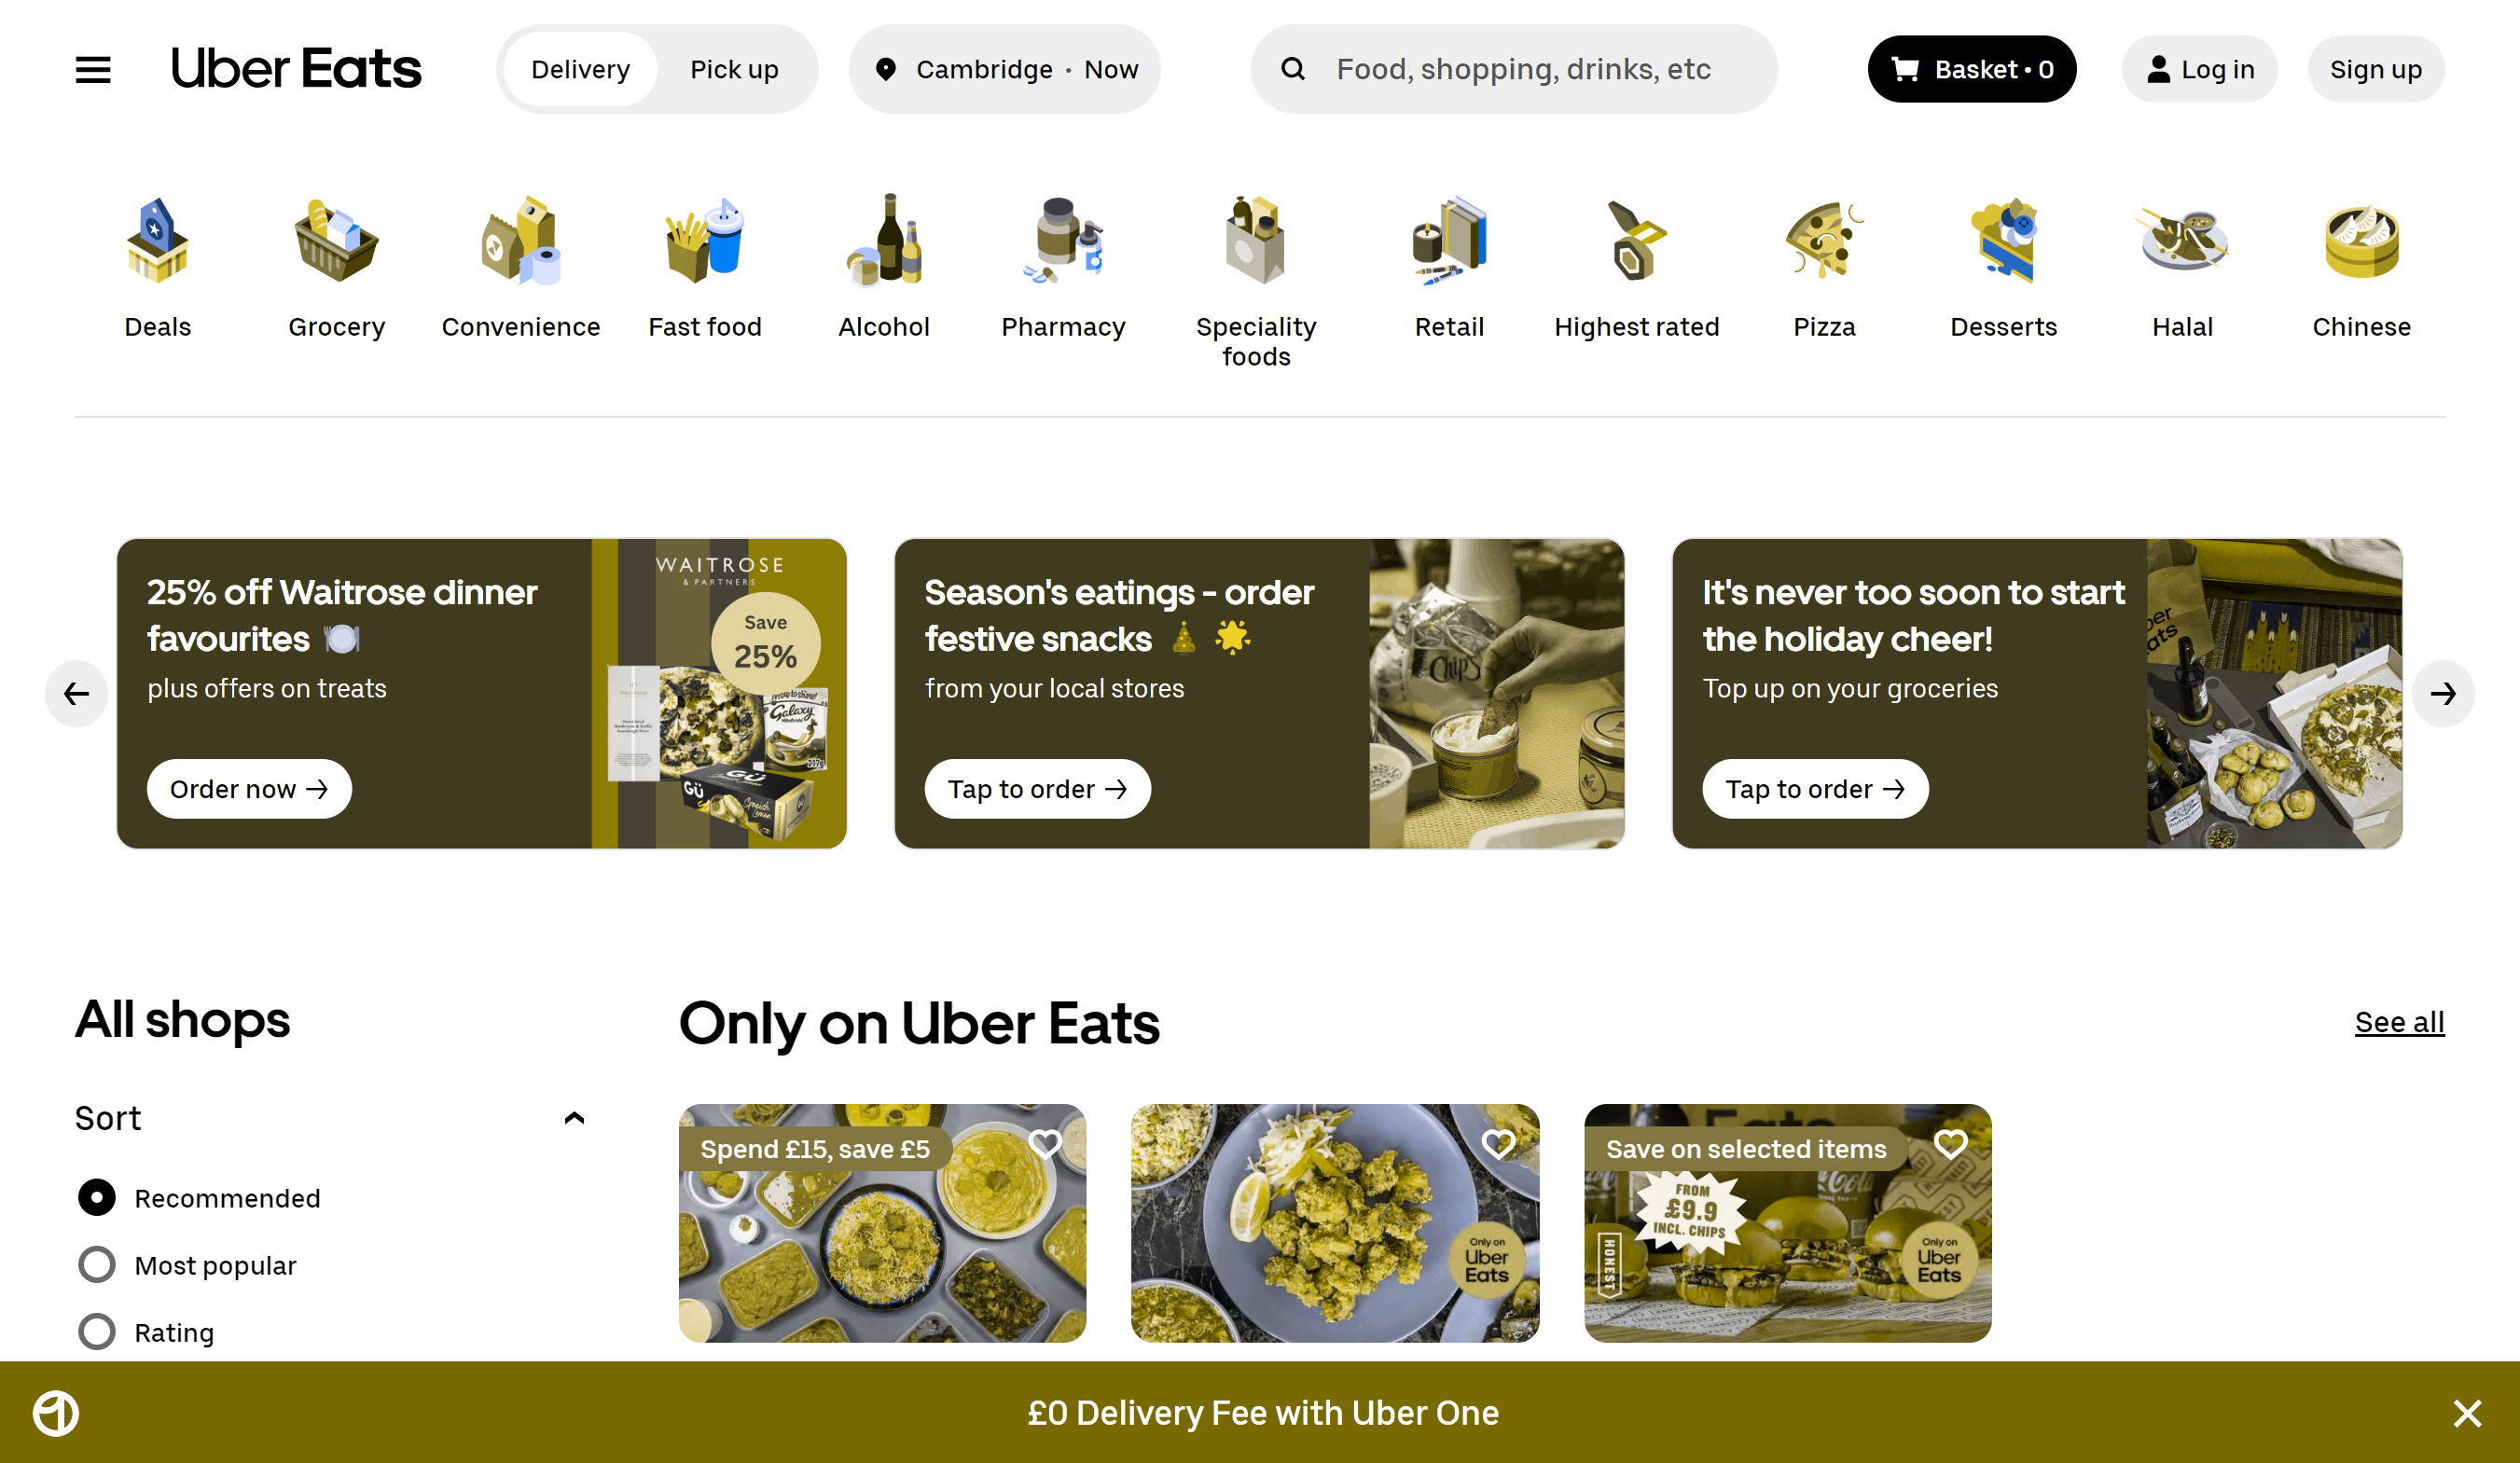 Uber Eats
Delivery
Pick up
Cambridge • Now
Food, shopping, drinks, etc
Basket • 0
Log in
Sign up
Deals
Grocery
Convenience
Fast food
Alcohol
Pharmacy
Speciality
foods
Retail
Highest rated
Pizza
Desserts
Halal
Chinese
25% off Waitrose dinner
favourites
plus offers on treats
Order now →
WAITROSE
& PARTNERS
Save
25%
Galaxy
GÜ
GÜ
Spanish
Lemon
Season's eatings - order
festive snacks
from your local stores
Tap to order →
Chips
It's never too soon to start
the holiday cheer!
Top up on your groceries
Tap to order →
All shops
Only on Uber Eats
See all
Sort
Recommended
Most popular
Rating
Spend £15, save £5
Only on
Uber
Eats
Save on selected items
FROM
£9.9
INCL. CHIPS
HONEST
Only on
Uber
Eats
£0 Delivery Fee with Uber One